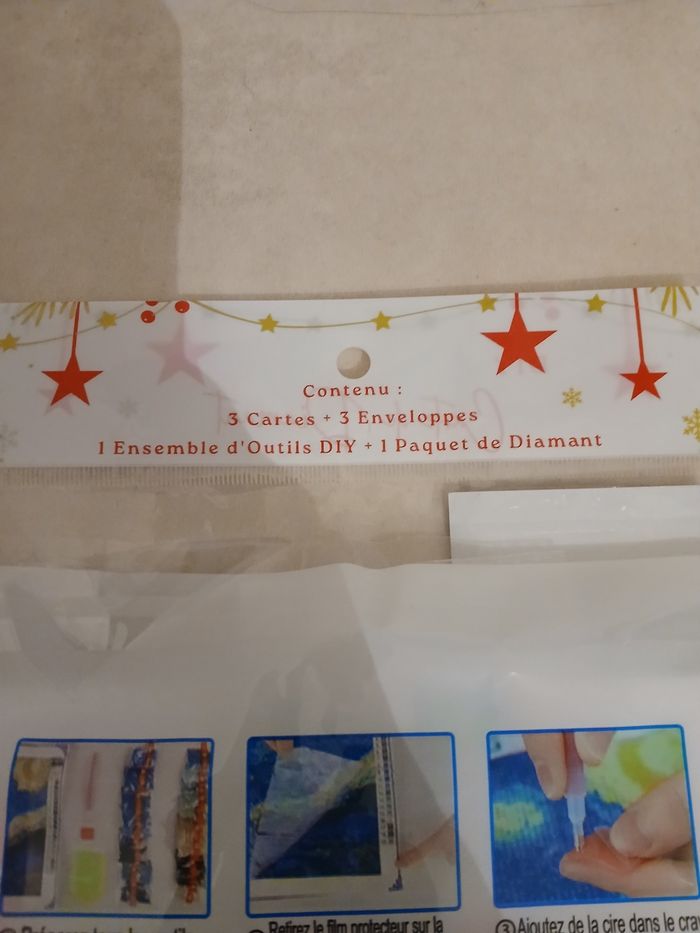 Contenu :
3 Cartes + 3 Enveloppes
1 Ensemble d'Outils DIY + 1 Paquet de Diamant
Retirez le film protecteur sur la
③ Ajoutez de la cire dans le